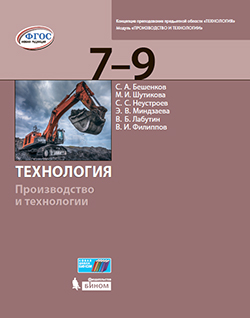 Концепция преподавания предметной области «ТЕХНОЛОГИЯ»
Модуль «ПРОИЗВОДСТВО И ТЕХНОЛОГИИ»
ФГОС
7–9
С. А. Бешенков
М. И. Шутикова
С. С. Неустроев
Э. В. Миндзаева
В. Б. Лабутин
В. И. Филиппов
ТЕХНОЛОГИЯ
Производство
и технологии
БИНОМ